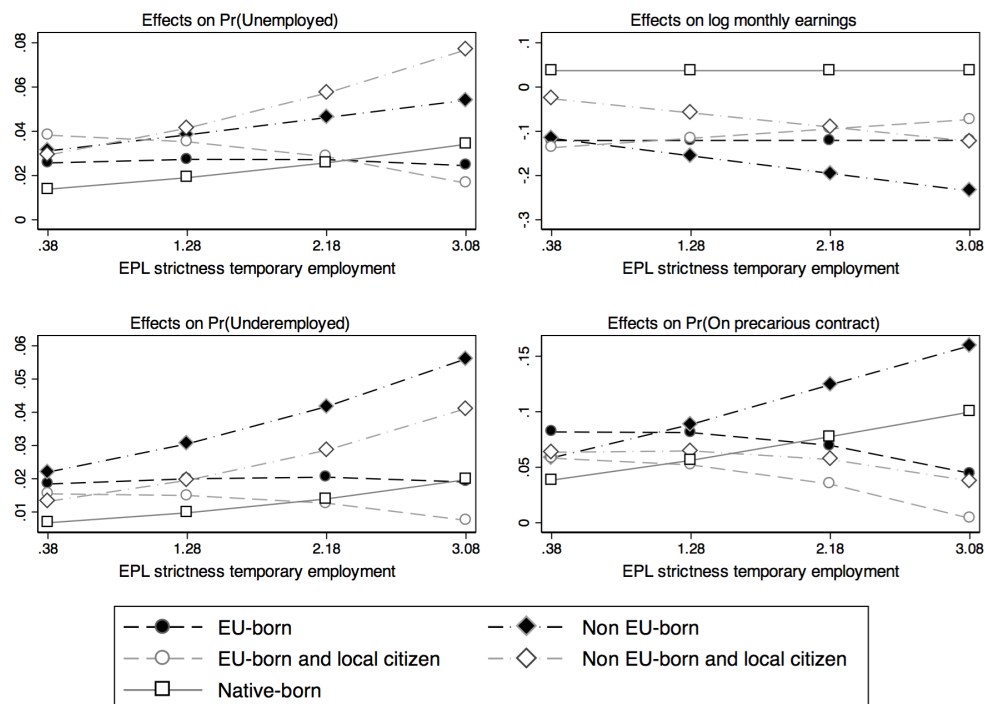 Effects on Pr(Unemployed)
.08
.06
.04
.02
0
.38 1.28 2.18 3.08
EPL strictness temporary employment
Effects on log monthly earnings
.1
0
-.1
-.2
-.3
.38 1.28 2.18 3.08
EPL strictness temporary employment
Effects on Pr(Underemployed)
.06
.05
.04
.03
.02
.01
.38 1.28 2.18 3.08
EPL strictness temporary employment
Effects on Pr(On precarious contract)
.15
.1
.05
0
.38 1.28 2.18 3.08
EPL strictness temporary employment
EU-born
Non EU-born
EU-born and local citizen
Non EU-born and local citizen
Native-born